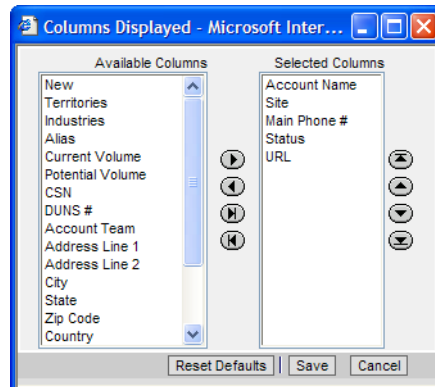 Columns Displayed - Microsoft Inter...
Available Columns
New
Territories
Industries
Alias
Current Volume
Potential Volume
CSN
DUNS #
Account Team
Address Line 1
Address Line 2
City
State
Zip Code
Country
Selected Columns
Account Name
Site
Main Phone #
Status
URL
Reset Defaults | Save Cancel